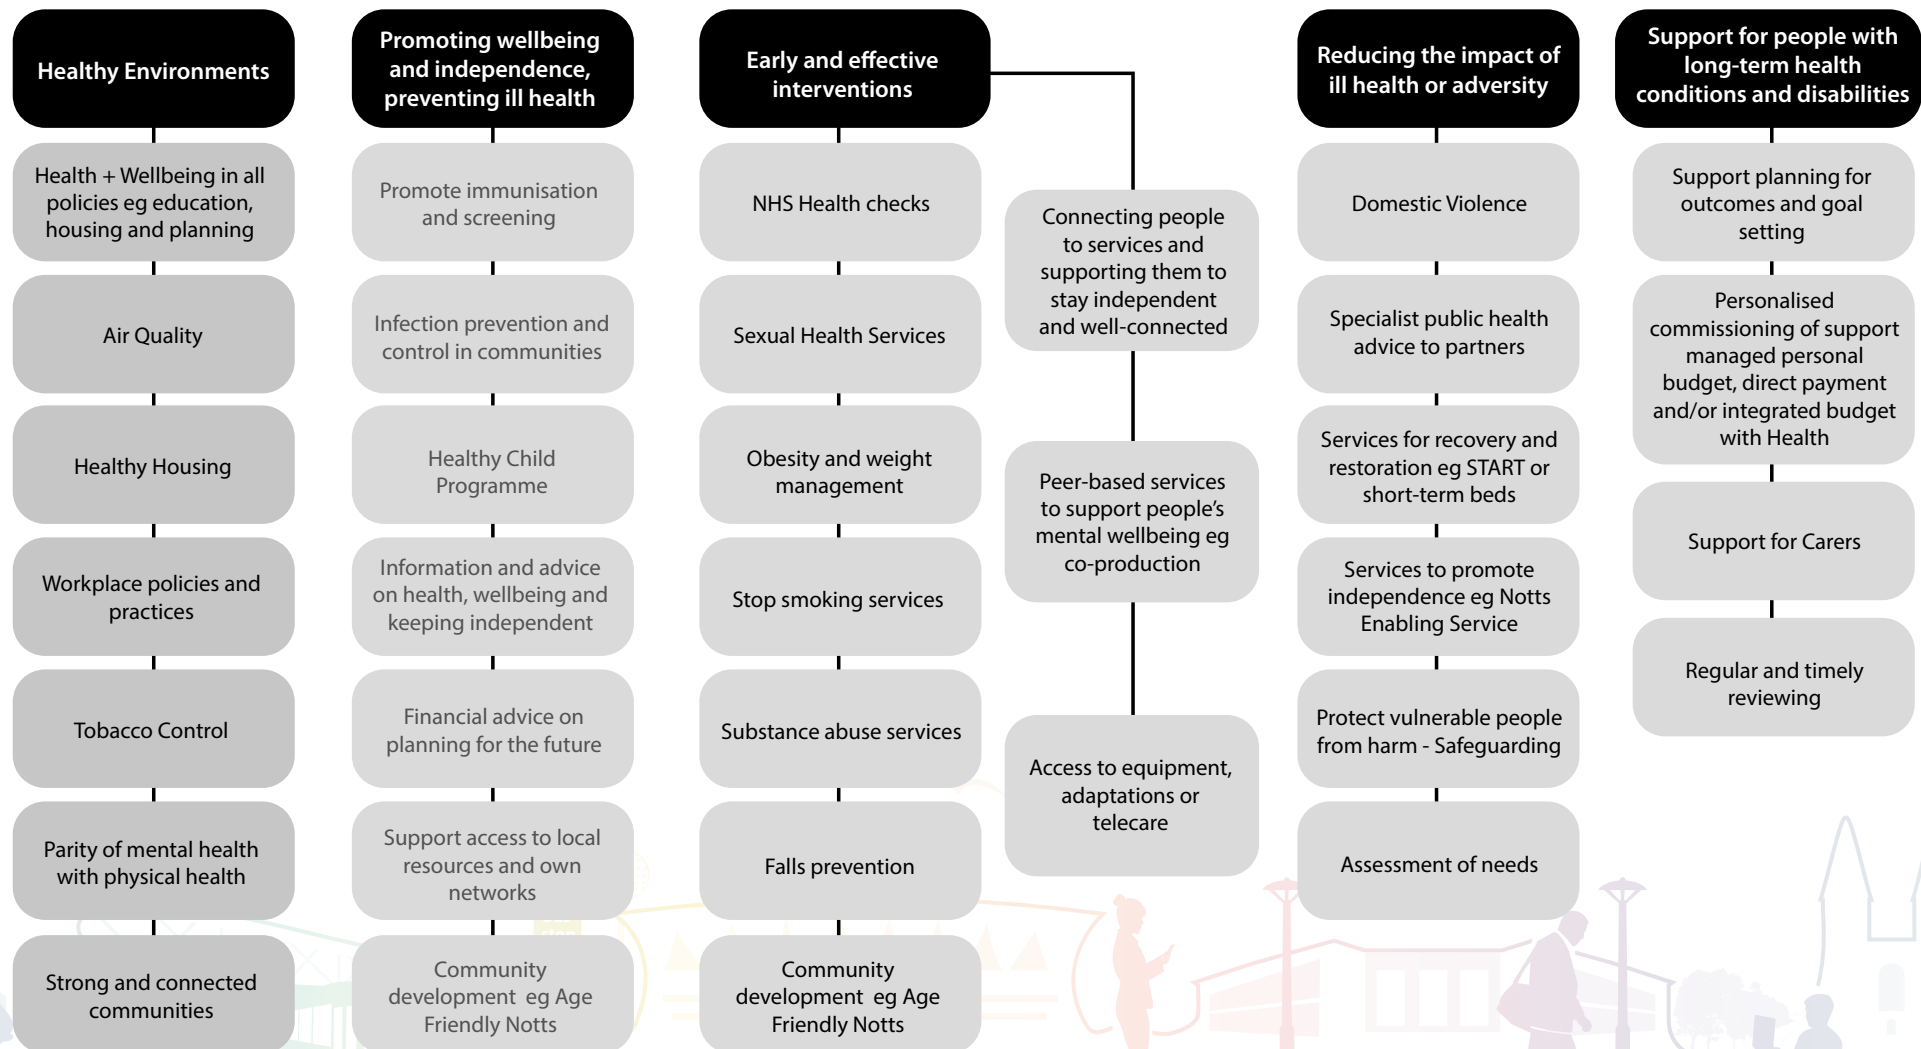 Healthy Environments
Health + Wellbeing in all
policies eg education,
housing and planning
Air Quality
Healthy Housing
Workplace policies and
practices
Tobacco Control
Parity of mental health
with physical health
Strong and connected
communities
Promoting wellbeing
and independence,
preventing ill health
Promote immunisation
and screening
Infection prevention and
control in communities
Healthy Child
Programme
Information and advice
on health, wellbeing and
keeping independent
Financial advice on
planning for the future
Support access to local
resources and own
networks
Community
development eg Age
Friendly Notts
Early and effective
interventions
NHS Health checks
Sexual Health Services
Obesity and weight
management
Stop smoking services
Substance abuse services
Falls prevention
Community
development eg Age
Friendly Notts
Connecting people
to services and
supporting them to
stay independent
and well-connected
Peer-based services
to support people’s
mental wellbeing eg
co-production
Access to equipment,
adaptations or
telecare
Reducing the impact of
ill health or adversity
Domestic Violence
Specialist public health
advice to partners
Services for recovery and
restoration eg START or
short-term beds
Services to promote
independence eg Notts
Enabling Service
Protect vulnerable people
from harm - Safeguarding
Assessment of needs
Support for people with
long-term health
conditions and disabilities
Support planning for
outcomes and goal
setting
Personalised
commissioning of support
managed personal
budget, direct payment
and/or integrated budget
with Health
Support for Carers
Regular and timely
reviewing